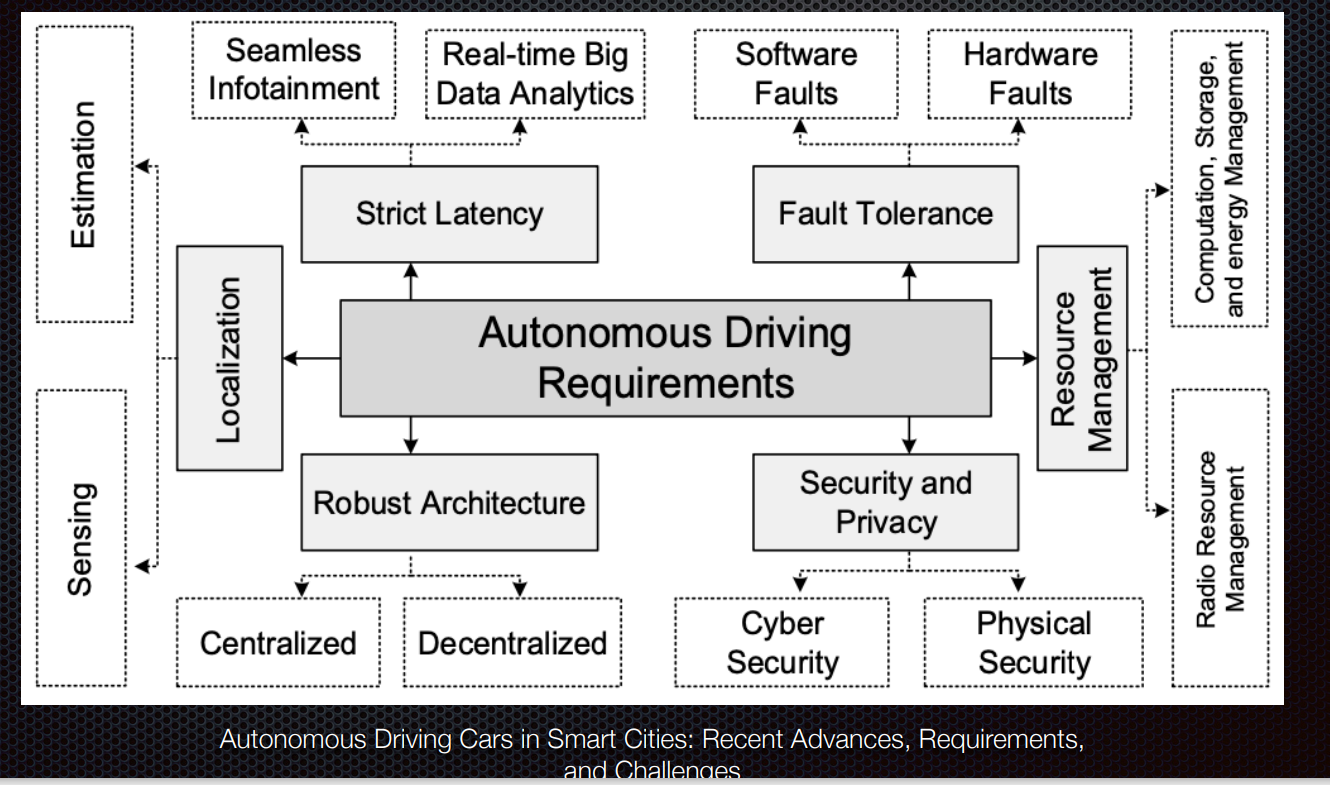 Seamless
Infotainment
Real-time Big
Data Analytics
Software
Faults
Hardware
Faults
Computation, Storage,
and energy Management
Estimation
Strict Latency
Fault Tolerance
Localization
Autonomous Driving
Requirements
Resource
Management
Sensing
Robust Architecture
Security and
Privacy
Radio Resource
Management
Centralized
Decentralized
Cyber
Security
Physical
Security
Autonomous Driving Cars in Smart Cities: Recent Advances, Requirements,
and Challenges